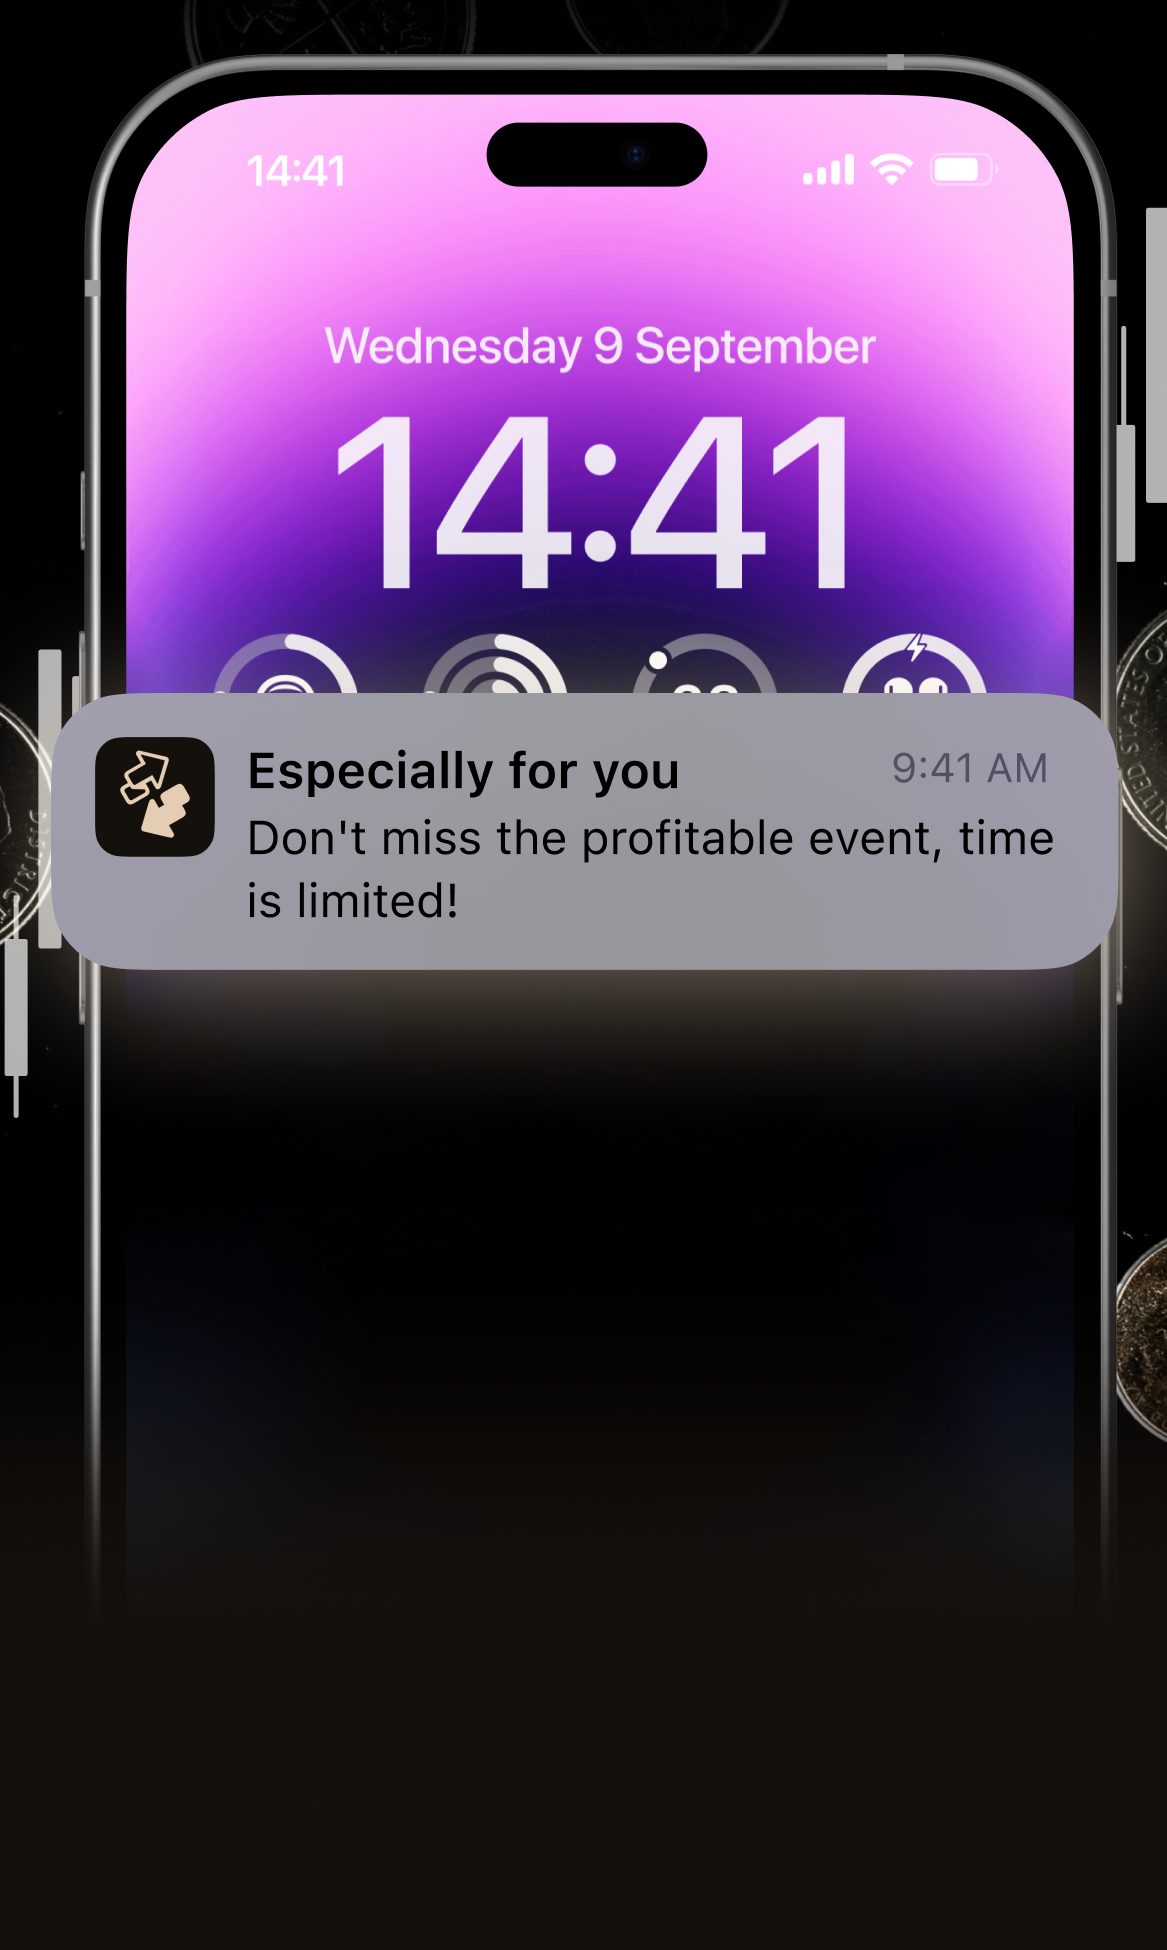 14:41
Wednesday 9 September
14:41
Especially for you
9:41 AM
Don't miss the profitable event, time
is limited!